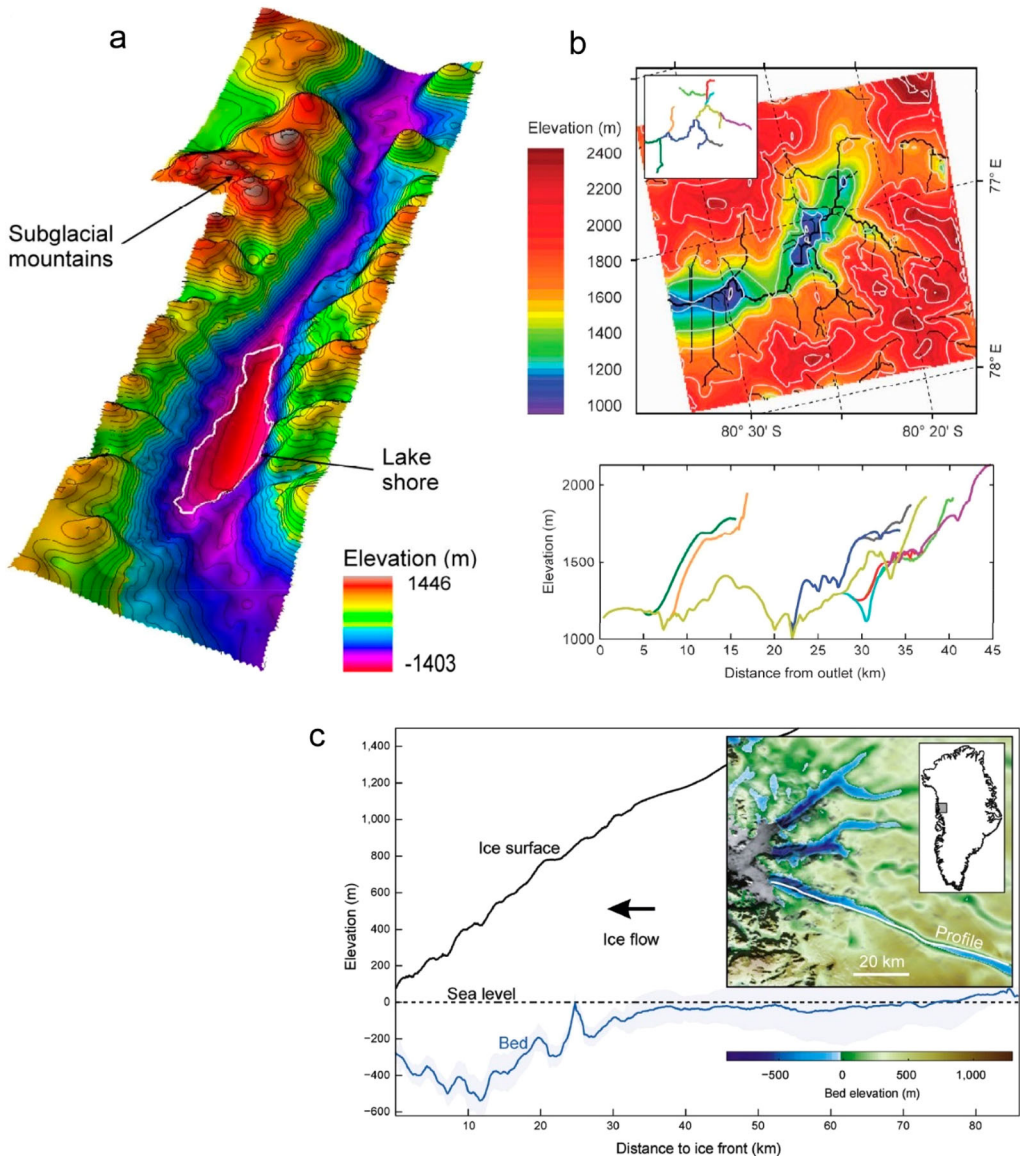 a
Subglacial
mountains
Lake
shore
Elevation (m)
1446
-1403
b
Elevation (m)
2400
2200
2000
1800
1600
1400
1200
1000
77° E
78° E
80° 30' S
80° 20' S
Elevation (m)
2000
1500
1000
0
5
10
15
20
25
30
35
40
45
Distance from outlet (km)
c
Elevation (m)
1,500
1,400
1,200
1,000
800
600
400
200
0
−200
−400
−600
Ice surface
Ice flow
Sea level
Bed
Profile
20 km
−500
0
500
1,000
Bed elevation (m)
0
10
20
30
40
50
60
70
80
Distance to ice front (km)